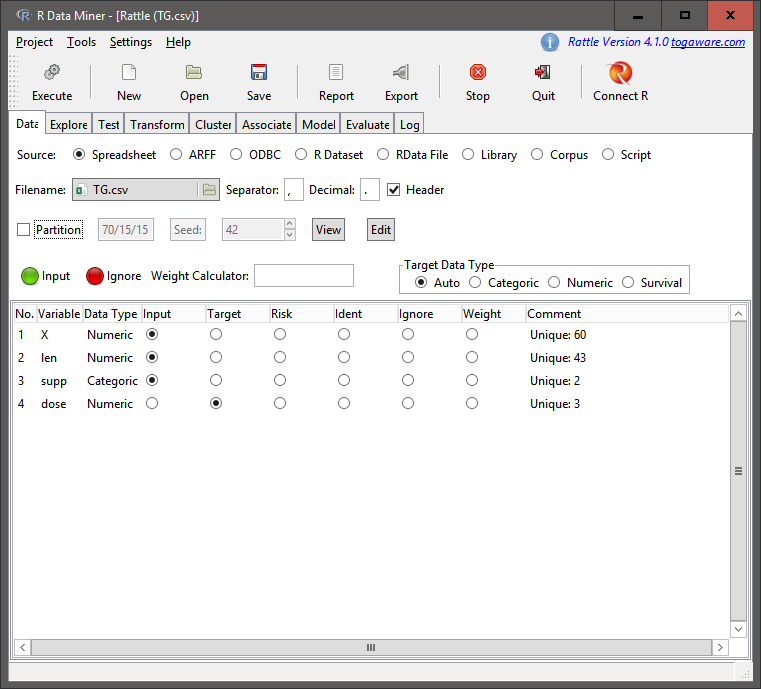 R Data Miner - [Rattle (TG.csv)]
Project Tools Settings Help Rattle Version 4.1.0 togaware.com
Execute New Open Save Report Export Stop Quit Connect R
Data Explore Test Transform Cluster Associate Model Evaluate Log
Source: Spreadsheet ARFF ODBC R Dataset RData File Library Corpus Script
Filename: TG.csv Separator: , Decimal: . Header
Partition 70/15/15 Seed: 42 View Edit
Target Data Type
Input Ignore Weight Calculator: Auto Categoric Numeric Survival
No. Variable Data Type Input Target Risk Ident Ignore Weight Comment
1 X Numeric Unique: 60
2 len Numeric Unique: 43
3 supp Categoric Unique: 2
4 dose Numeric Unique: 3